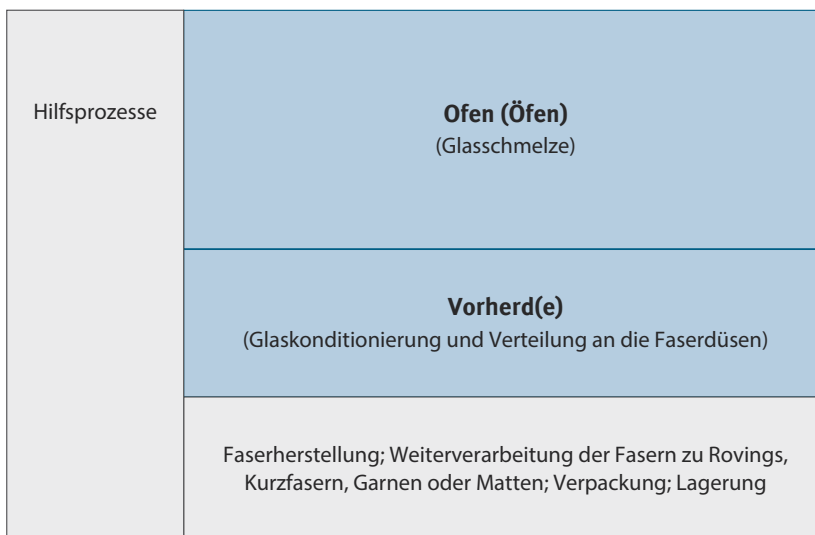 Hilfsprozesse
Ofen (Öfen)
(Glasschmelze)
Vorherd(e)
(Glaskonditionierung und Verteilung an die Faserdüsen)
Faserherstellung; Weiterverarbeitung der Fasern zu Rovings,
Kurzfasern, Garnen oder Matten; Verpackung; Lagerung